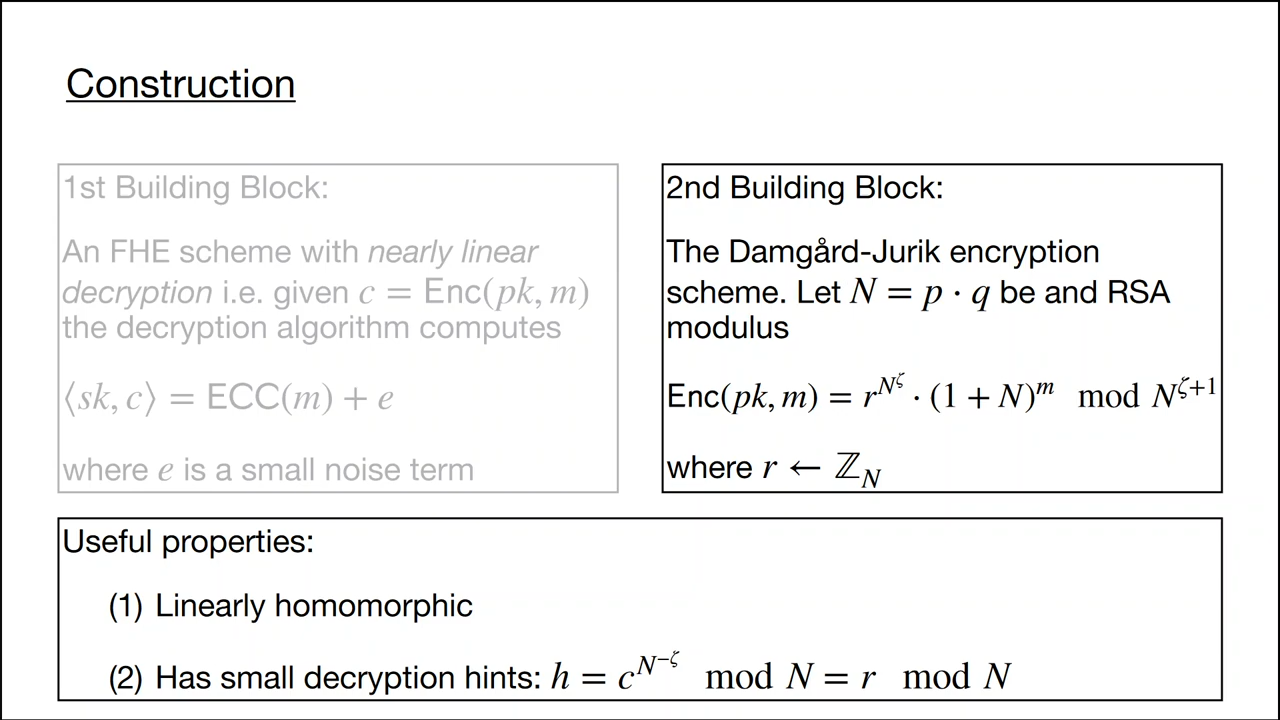 Construction
1st Building Block:
An FHE scheme with nearly linear
decryption i.e. given c = Enc(pk, m)
the decryption algorithm computes
⟨sk, c⟩ = ECC(m) + e
where e is a small noise term
2nd Building Block:
The Damgård-Jurik encryption
scheme. Let N = p · q be and RSA
modulus
Enc(pk, m) = r^{N^ζ} · (1 + N)^m mod N^{ζ+1}
where r ← ℤ_N
Useful properties:
(1) Linearly homomorphic
(2) Has small decryption hints: h = c^{N^{−ζ}} mod N = r mod N